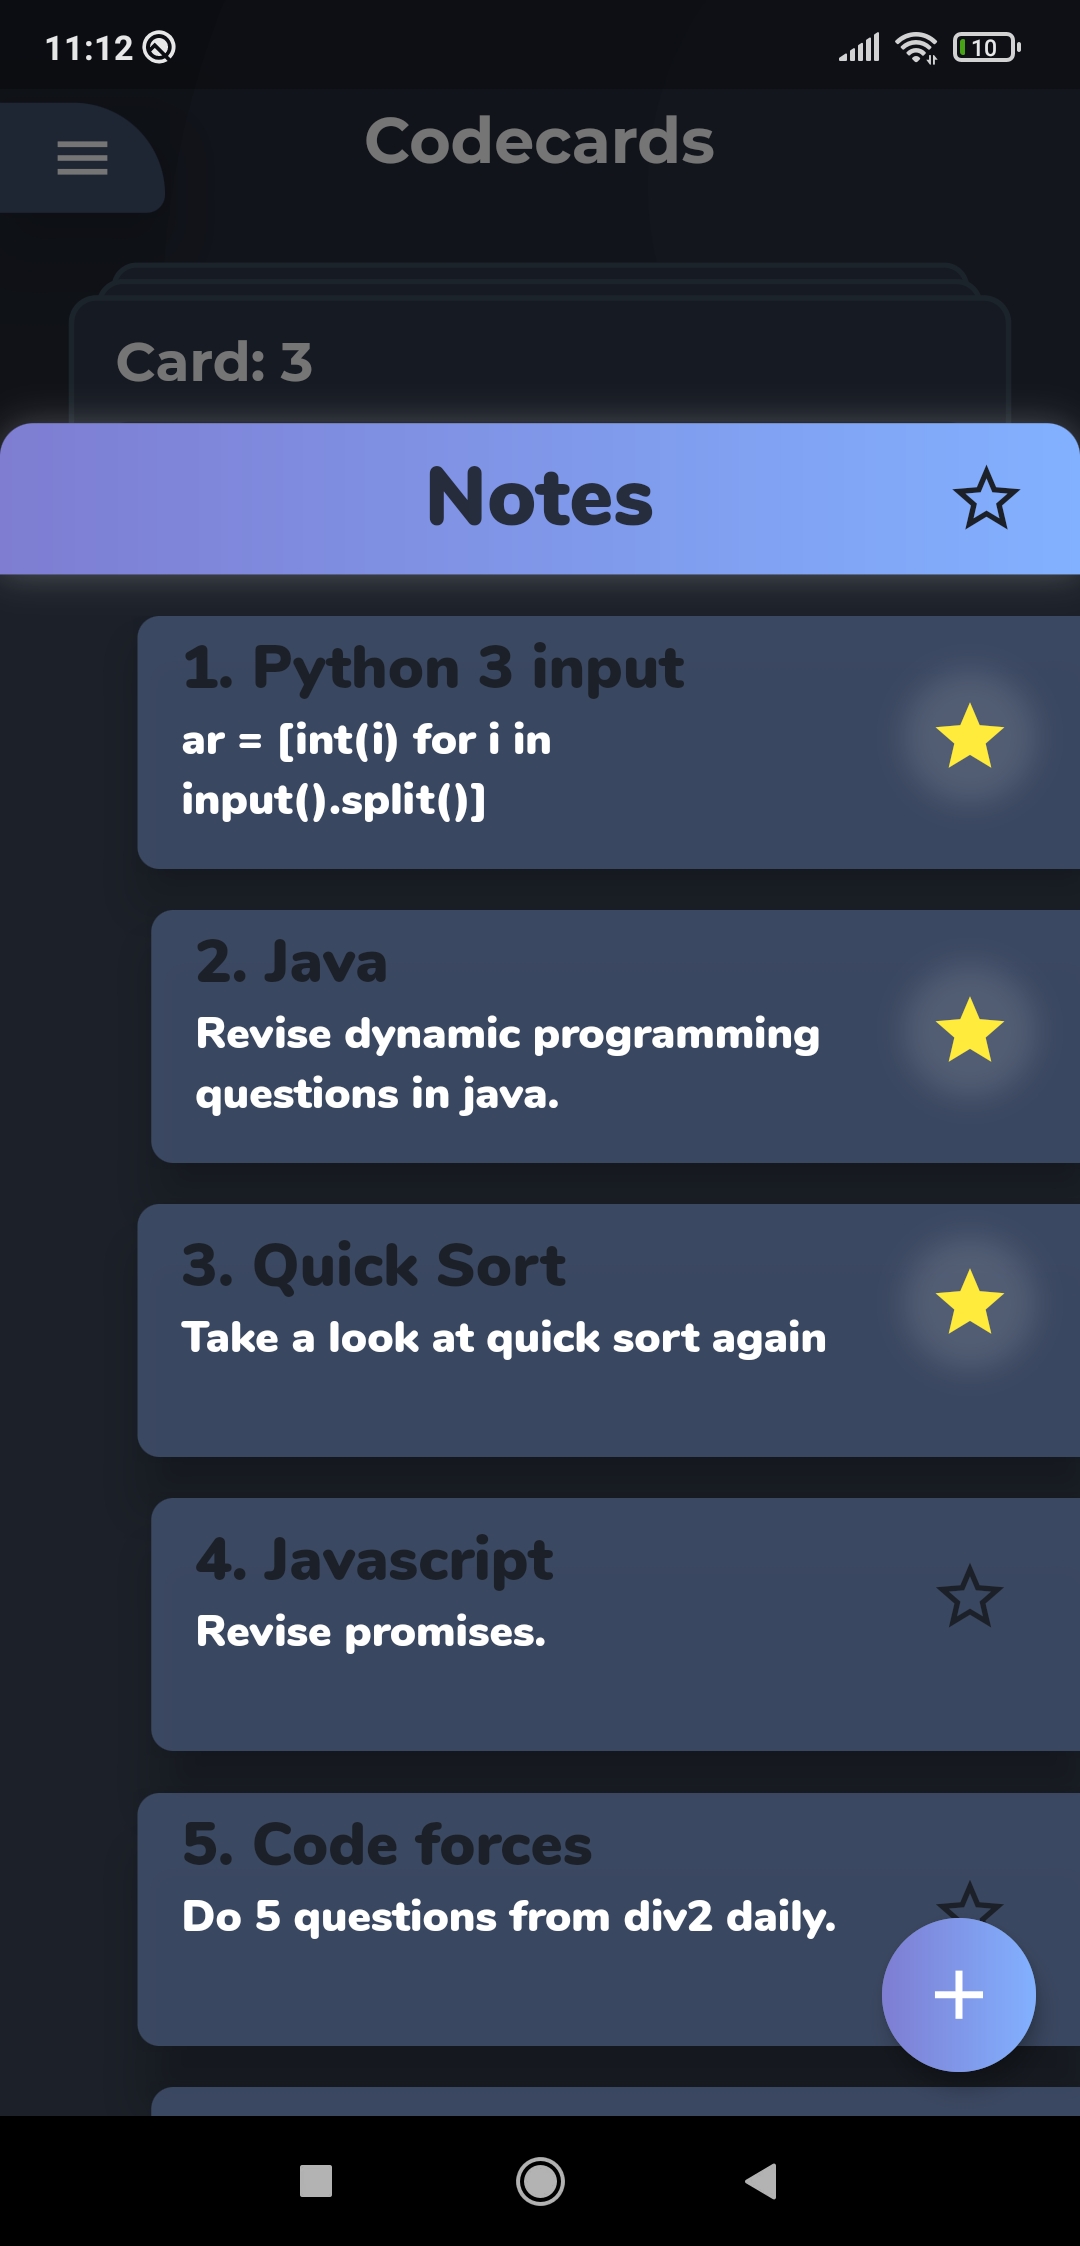 11:12
10
Codecards
Card: 3
Notes
1. Python 3 input
ar = [int(i) for i in
input().split()]
2. Java
Revise dynamic programming
questions in java.
3. Quick Sort
Take a look at quick sort again
4. Javascript
Revise promises.
5. Code forces
Do 5 questions from div2 daily.